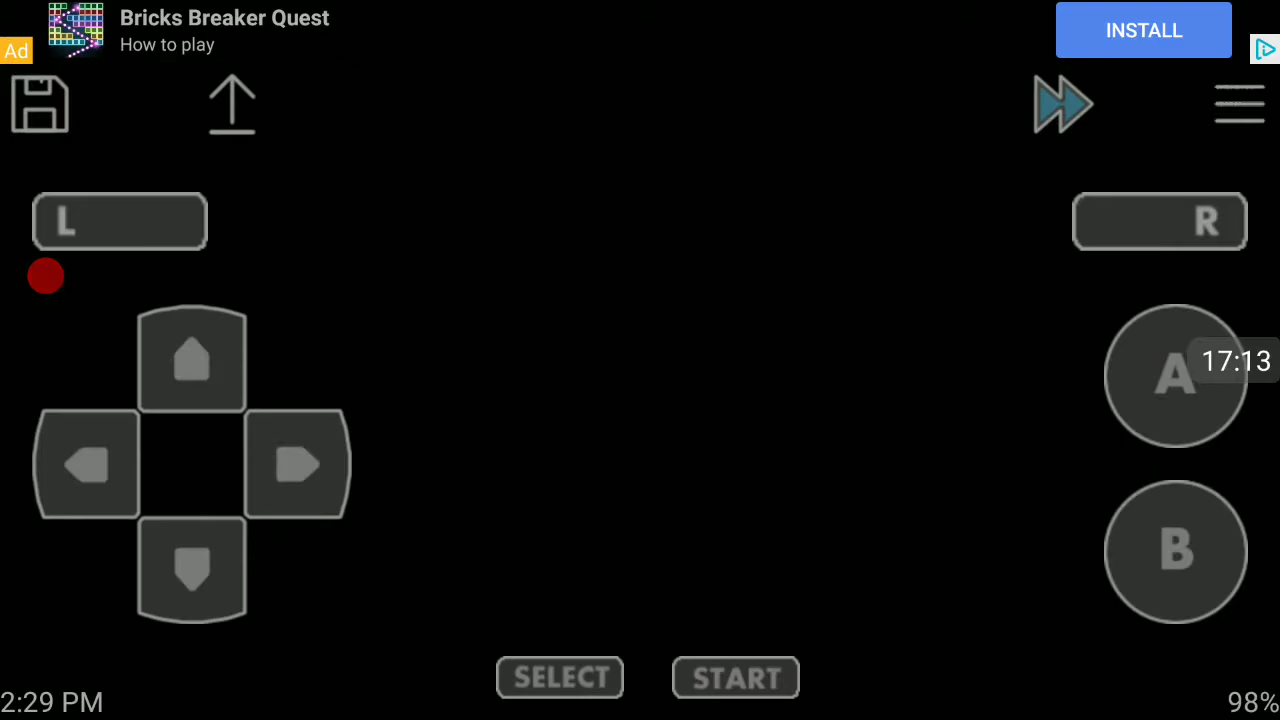 Bricks Breaker Quest
How to play
Ad
INSTALL
L
R
A
17:13
B
SELECT
START
2:29 PM
98%